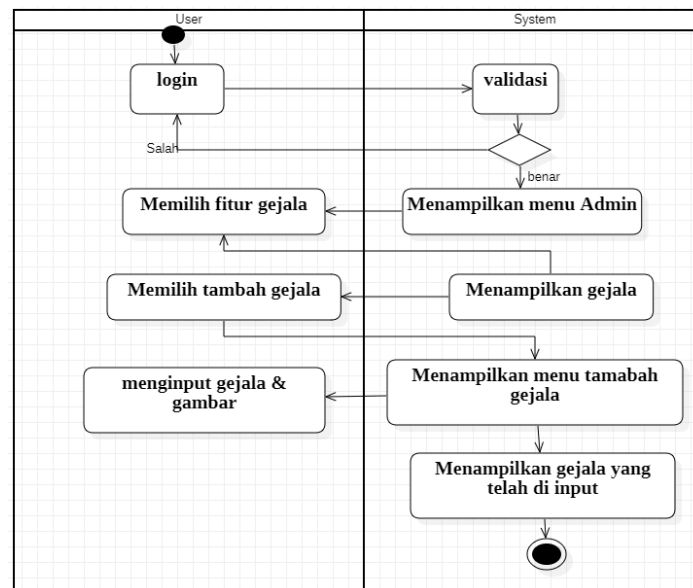 User
System
login
validasi
Salah
benar
Memilih fitur gejala
Menampilkan menu Admin
Memilih tambah gejala
Menampilkan gejala
menginput gejala &
gambar
Menampilkan menu tamabah
gejala
Menampilkan gejala yang
telah di input